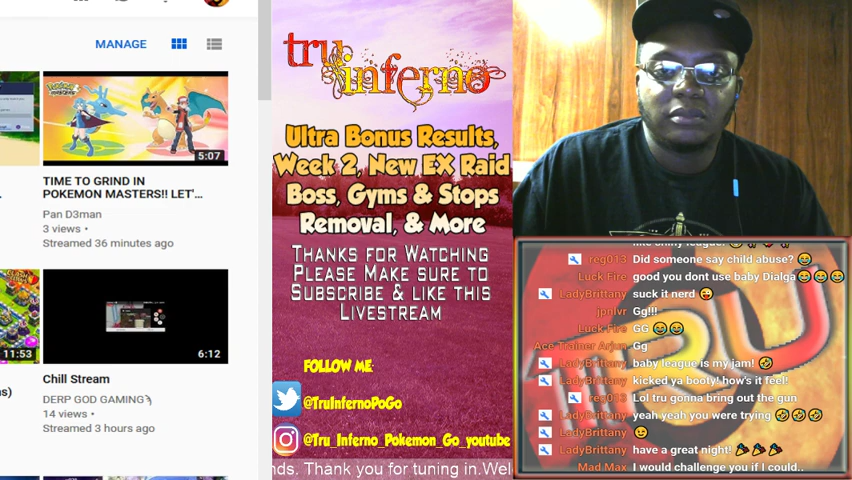 MANAGE
5:07
TIME TO GRIND IN
POKEMON MASTERS!! LET'...
Pan D3man
3 views •
Streamed 36 minutes ago
11:53
6:12
Chill Stream
DERP GOD GAMING
14 views •
Streamed 3 hours ago
tru
inferno
Ultra Bonus Results,
Week 2, New EX Raid
Boss, Gyms & Stops
Removal, & More
THANKS FOR WATCHING
PLEASE MAKE SURE TO
SUBSCRIBE & LIKE THIS
LIVESTREAM
FOLLOW ME
@TruInfernoPoGo
@Tru_Inferno_Pokemon_Go_youtube
nds. Thank you for tuning in.Welc
like shiny league!
reg013 Did someone say child abuse? 😂
Luck Fire good you dont use baby Dialga 😂😂😂
LadyBrittany suck it nerd 😜
jpnlvr Gg!!!
Luck Fire GG 😂😂
Ace Trainer Arjun Gg
LadyBrittany baby league is my jam! 🤣
LadyBrittany kicked ya booty! how's it feel!
reg013 Lol tru gonna bring out the gun
LadyBrittany yeah yeah you were trying 🤣🤣🤣
LadyBrittany 😉
LadyBrittany have a great night! 🎉🎉🎉
Mad Max I would challenge you if I could..
TRU